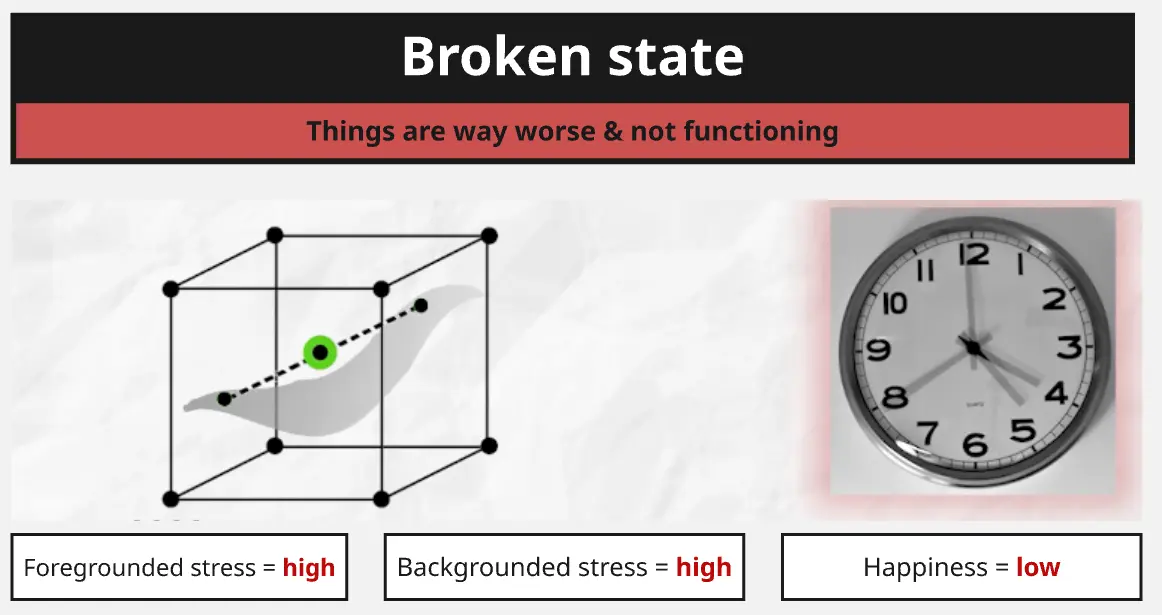 Broken state
Things are way worse & not functioning
12
11
1
10
2
9
3
8
4
7
5
6
Foregrounded stress = high
Backgrounded stress = high
Happiness = low